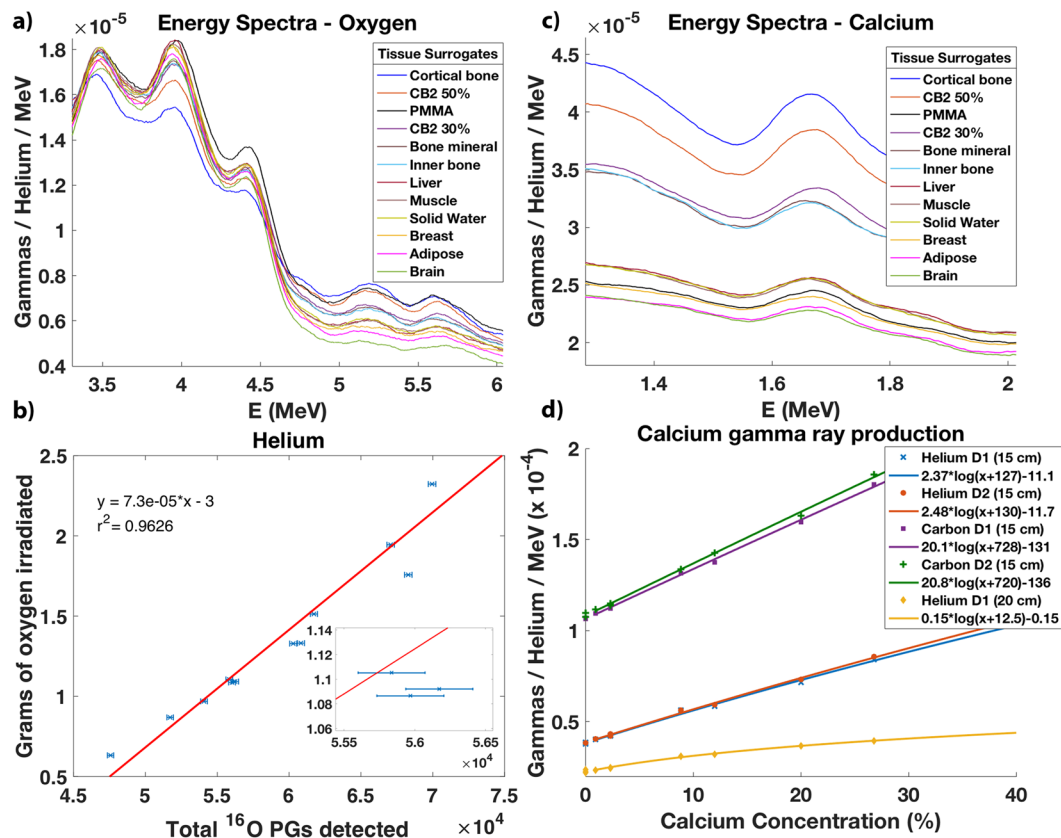 a)
Energy Spectra - Oxygen
×10⁻⁵
Gammas / Helium / MeV
1.8
1.6
1.4
1.2
1
0.8
0.6
0.4
Tissue Surrogates
Cortical bone
CB2 50%
PMMA
CB2 30%
Bone mineral
Inner bone
Liver
Muscle
Solid Water
Breast
Adipose
Brain
3.5 4 4.5 5 5.5 6
E (MeV)
c)
Energy Spectra - Calcium
×10⁻⁵
Gammas / Helium / MeV
4.5
4
3.5
3
2.5
2
Tissue Surrogates
Cortical bone
CB2 50%
PMMA
CB2 30%
Bone mineral
Inner bone
Liver
Muscle
Solid Water
Breast
Adipose
Brain
1.4 1.6 1.8 2
E (MeV)
b)
Helium
Grams of oxygen irradiated
2.5
2
1.5
1
0.5
y = 7.3e-05*x - 3
r² = 0.9626
1.14
1.12
1.10
1.08
1.06
5.55 5.6 5.65
×10⁴
4.5 5 5.5 6 6.5 7 7.5
×10⁴
Total ¹⁶O PGs detected
d)
Calcium gamma ray production
Gammas / Helium / MeV (x 10⁻⁴)
2
1.5
1
0.5
Helium D1 (15 cm)
2.37*log(x+127)-11.1
Helium D2 (15 cm)
2.48*log(x+130)-11.7
Carbon D1 (15 cm)
20.1*log(x+728)-131
Carbon D2 (15 cm)
20.8*log(x+720)-136
Helium D1 (20 cm)
0.15*log(x+12.5)-0.15
0 10 20 30 40
Calcium Concentration (%)